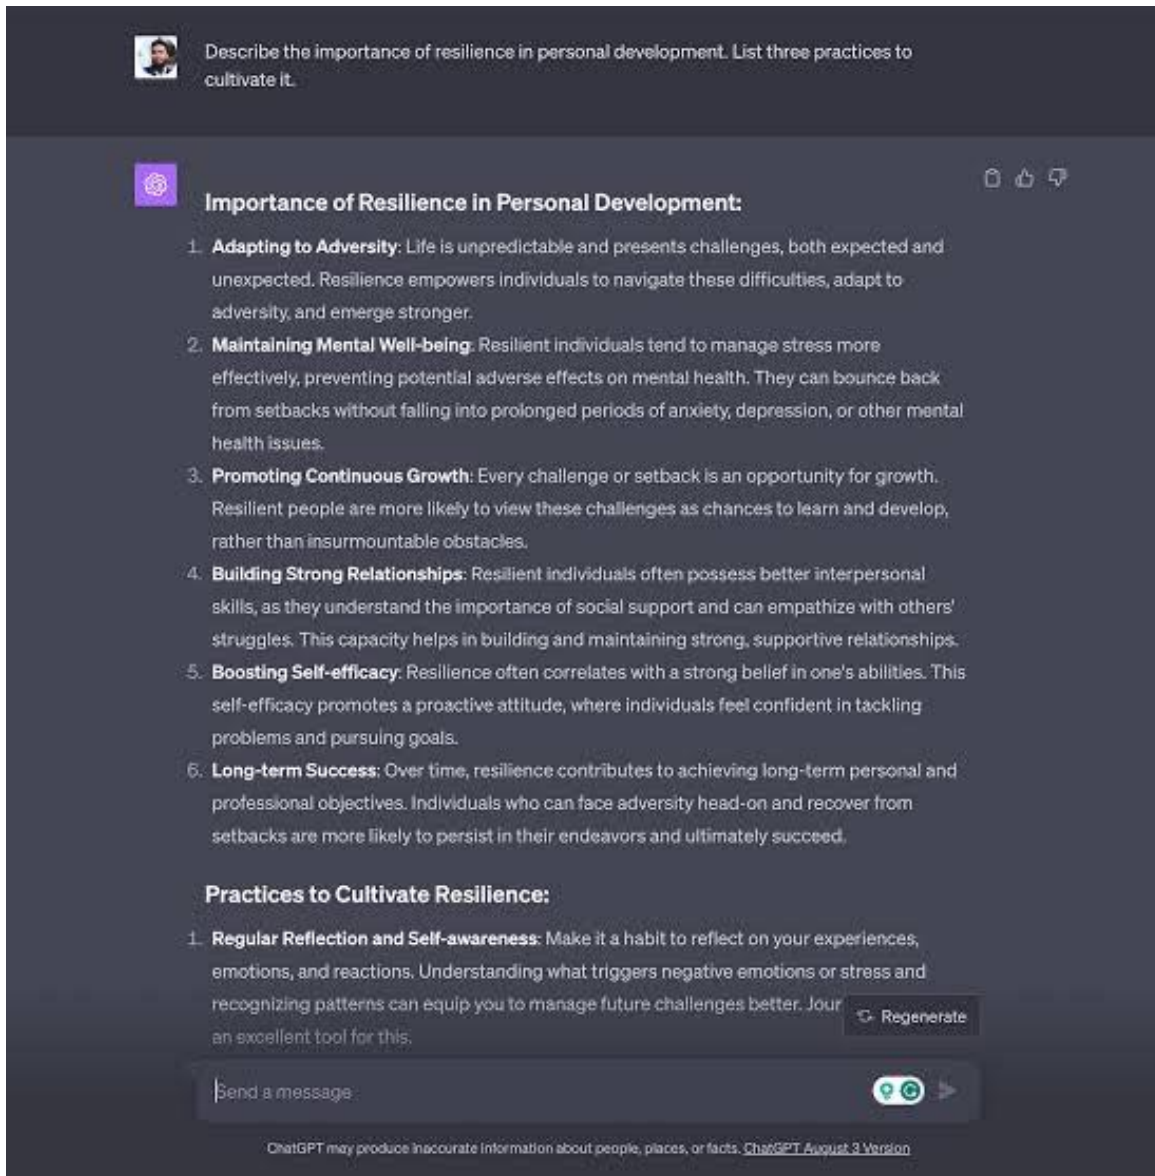 Describe the importance of resilience in personal development. List three practices to
cultivate it.
Importance of Resilience in Personal Development:
1. Adapting to Adversity: Life is unpredictable and presents challenges, both expected and
unexpected. Resilience empowers individuals to navigate these difficulties, adapt to
adversity, and emerge stronger.
2. Maintaining Mental Well-being: Resilient individuals tend to manage stress more
effectively, preventing potential adverse effects on mental health. They can bounce back
from setbacks without falling into prolonged periods of anxiety, depression, or other mental
health issues.
3. Promoting Continuous Growth: Every challenge or setback is an opportunity for growth.
Resilient people are more likely to view these challenges as chances to learn and develop,
rather than insurmountable obstacles.
4. Building Strong Relationships: Resilient individuals often possess better interpersonal
skills, as they understand the importance of social support and can empathize with others'
struggles. This capacity helps in building and maintaining strong, supportive relationships.
5. Boosting Self-efficacy: Resilience often correlates with a strong belief in one's abilities. This
self-efficacy promotes a proactive attitude, where individuals feel confident in tackling
problems and pursuing goals.
6. Long-term Success: Over time, resilience contributes to achieving long-term personal and
professional objectives. Individuals who can face adversity head-on and recover from
setbacks are more likely to persist in their endeavors and ultimately succeed.
Practices to Cultivate Resilience:
1. Regular Reflection and Self-awareness: Make it a habit to reflect on your experiences,
emotions, and reactions. Understanding what triggers negative emotions or stress and
recognizing patterns can equip you to manage future challenges better. Jour
Regenerate
an excellent tool for this.
Send a message
ChatGPT may produce inaccurate information about people, places, or facts. ChatGPT August 3 Version